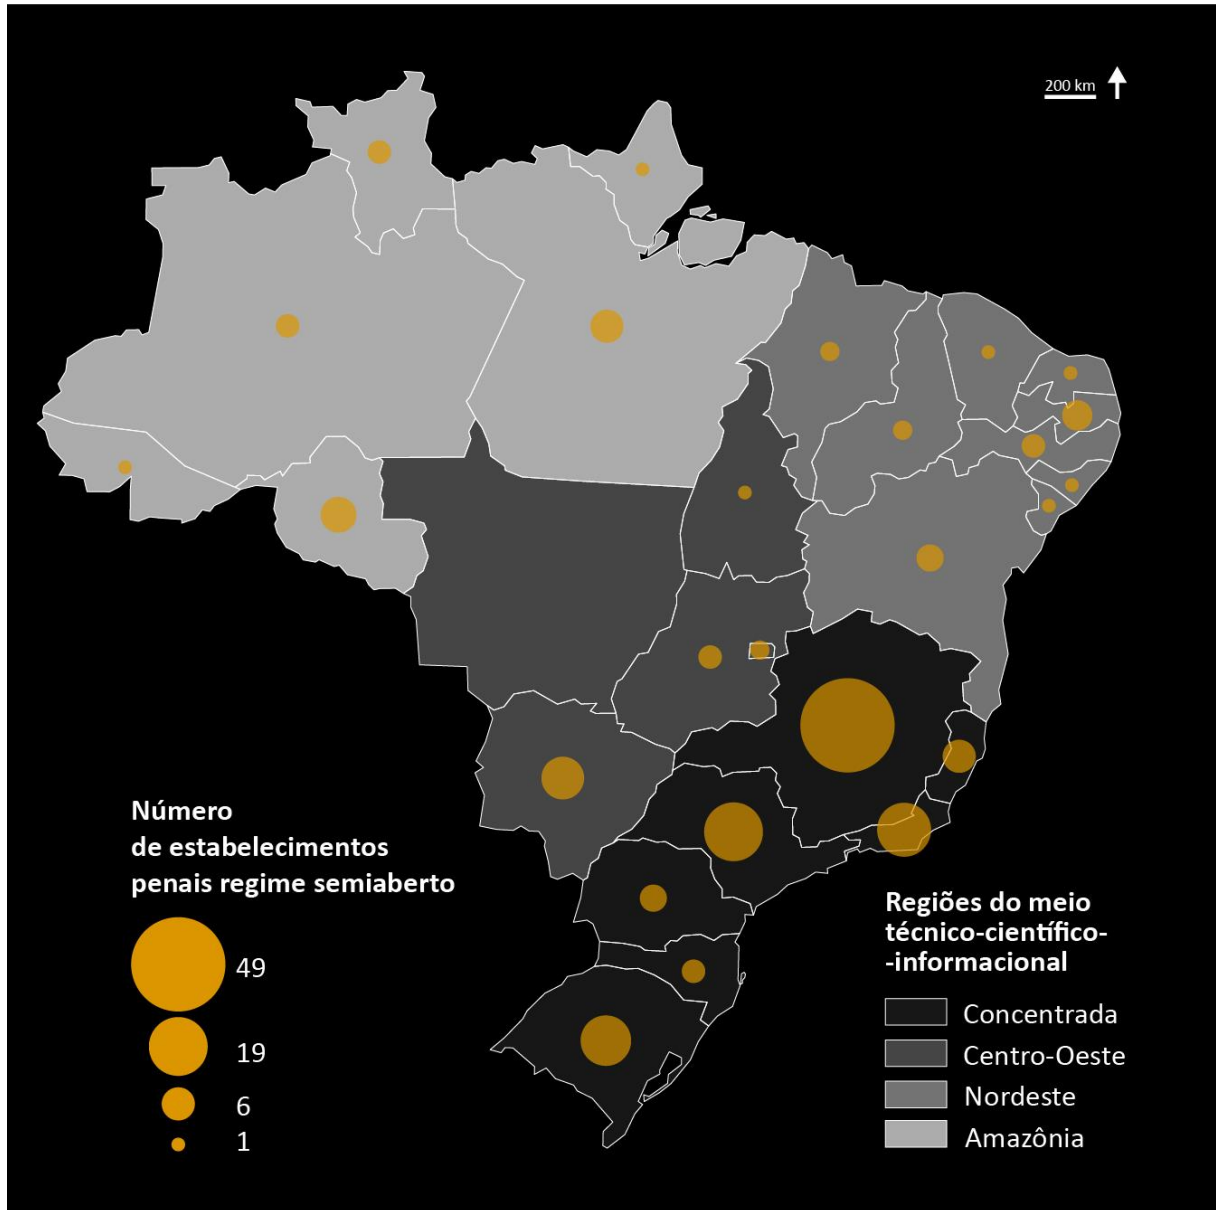 200 km
Número
de estabelecimentos
penais regime semiaberto
49
19
6
1
Regiões do meio
técnico-científico-
-informacional
Concentrada
Centro-Oeste
Nordeste
Amazônia